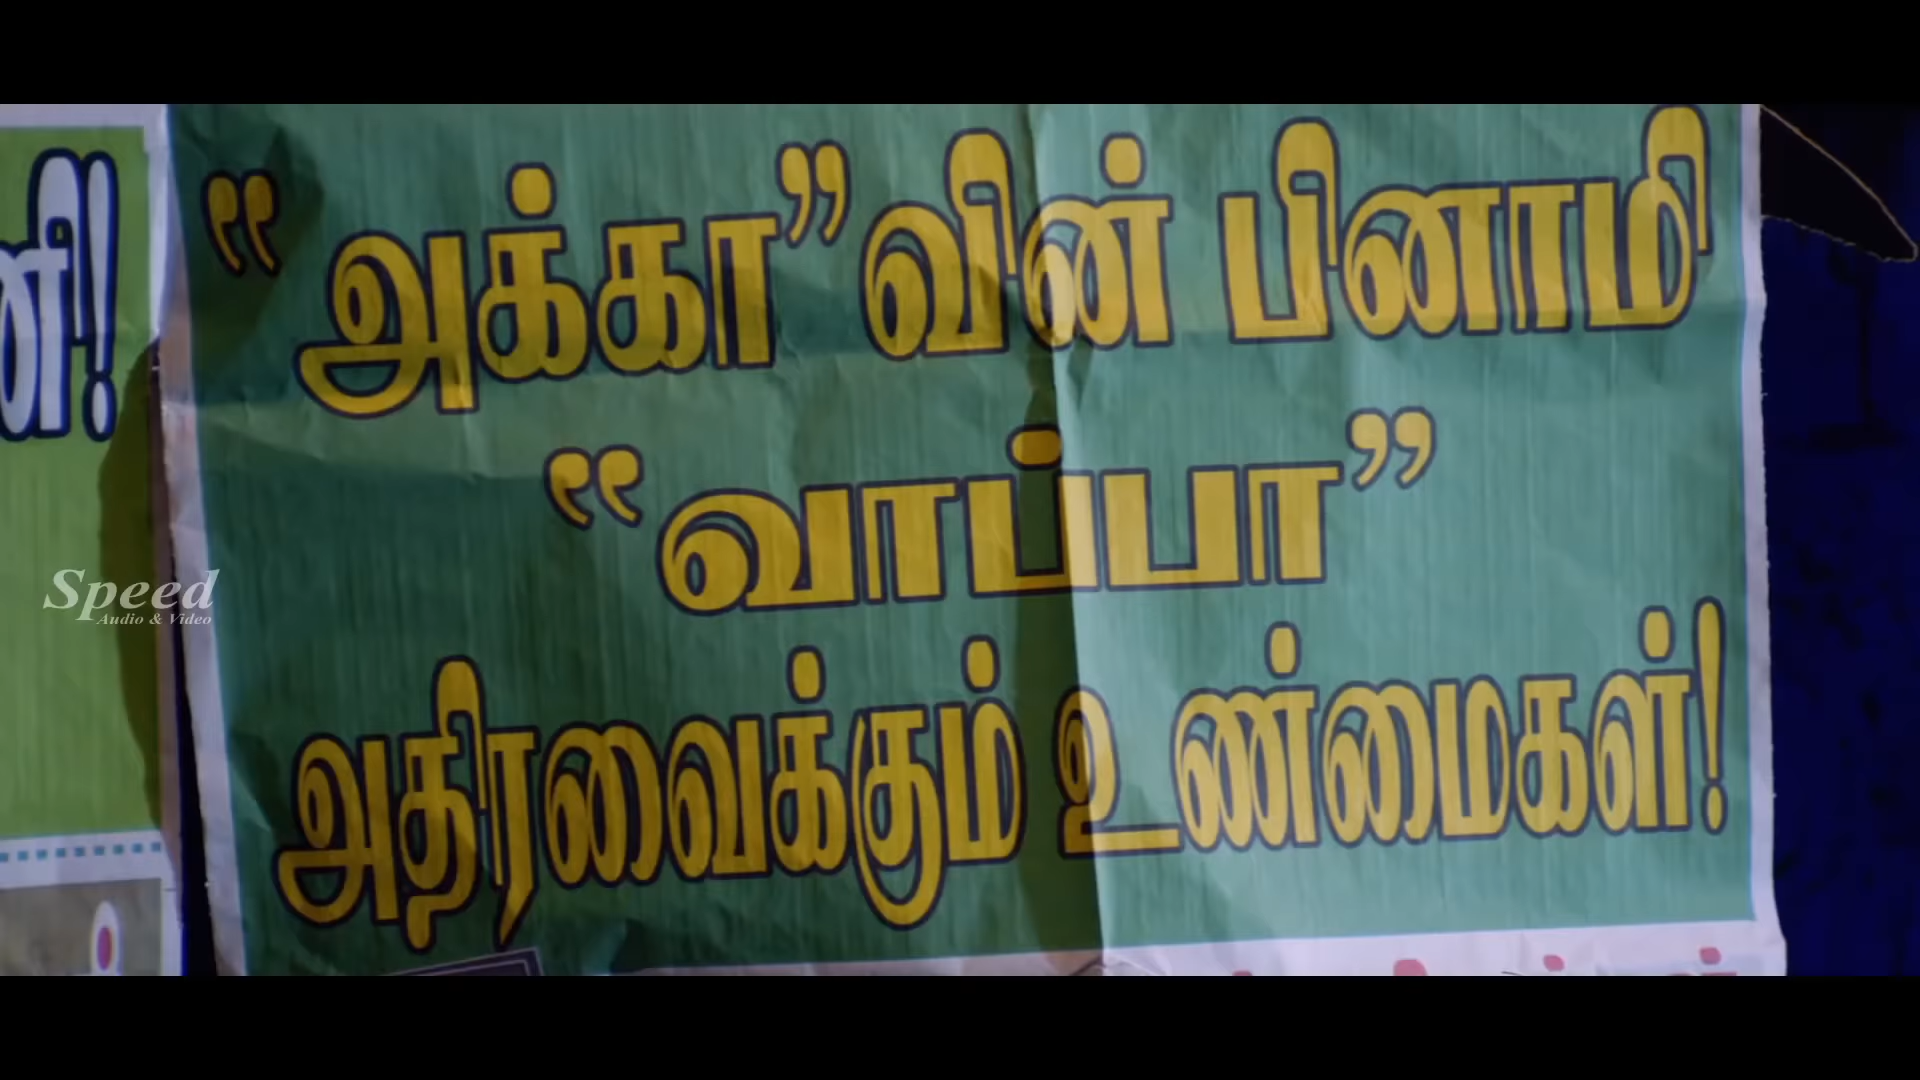 “அக்கா”வின் பினாமி
“வாப்பா”
அதிரவைக்கும் உண்மைகள்!
Speed
Audio & Video